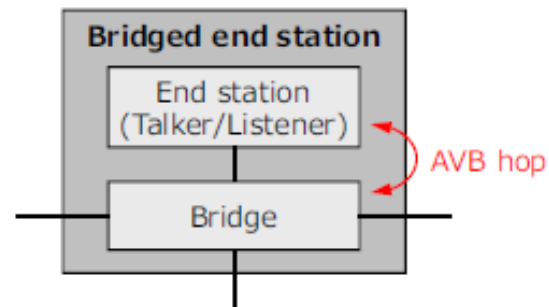 Bridged end station
End station
(Talker/Listener)
AVB hop
Bridge